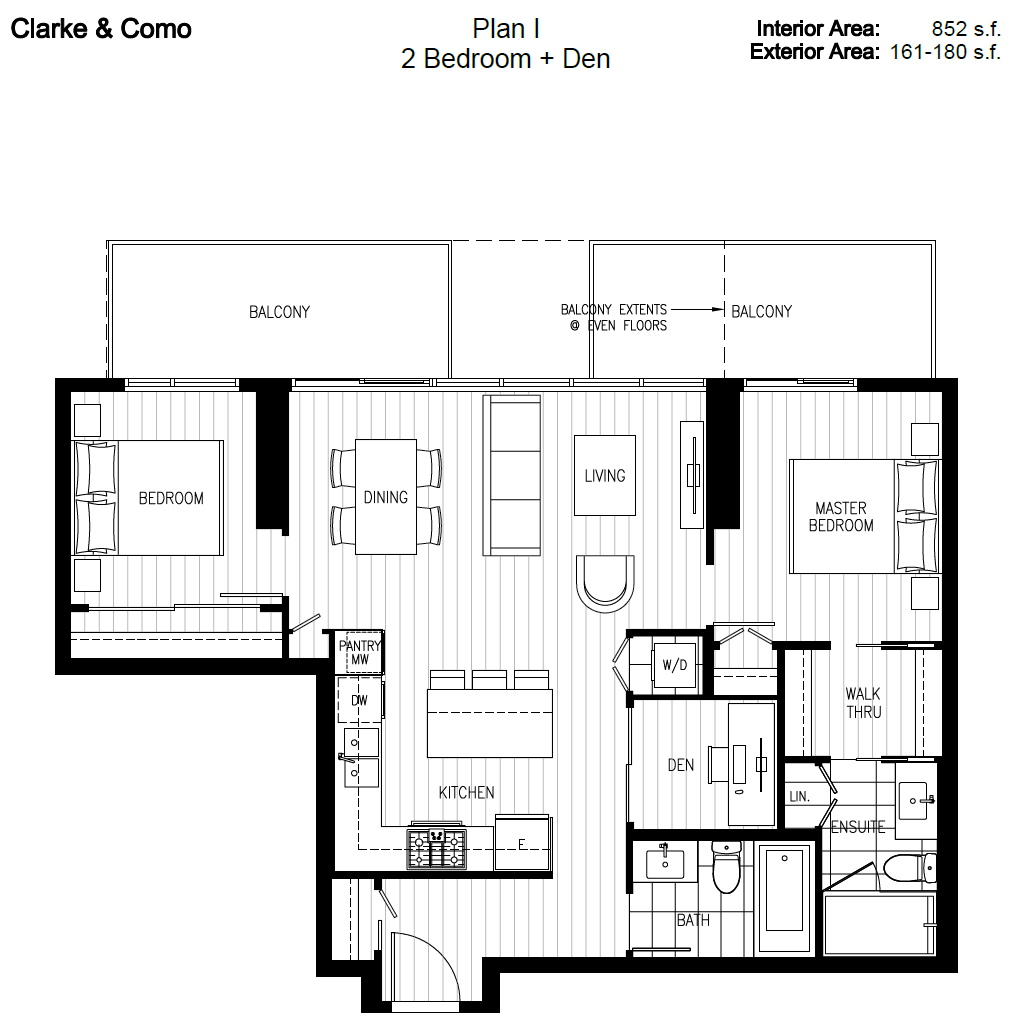 Clarke & Como
Plan I
2 Bedroom + Den
Interior Area: 852 s.f.
Exterior Area: 161-180 s.f.
BALCONY
BALCONY EXTENTS
@ EVEN FLOORS
BALCONY
BEDROOM
DINING
LIVING
MASTER
BEDROOM
PANTRY
MW
W/D
DW
WALK
THRU
DEN
KITCHEN
LIN.
ENSUITE
E
BATH